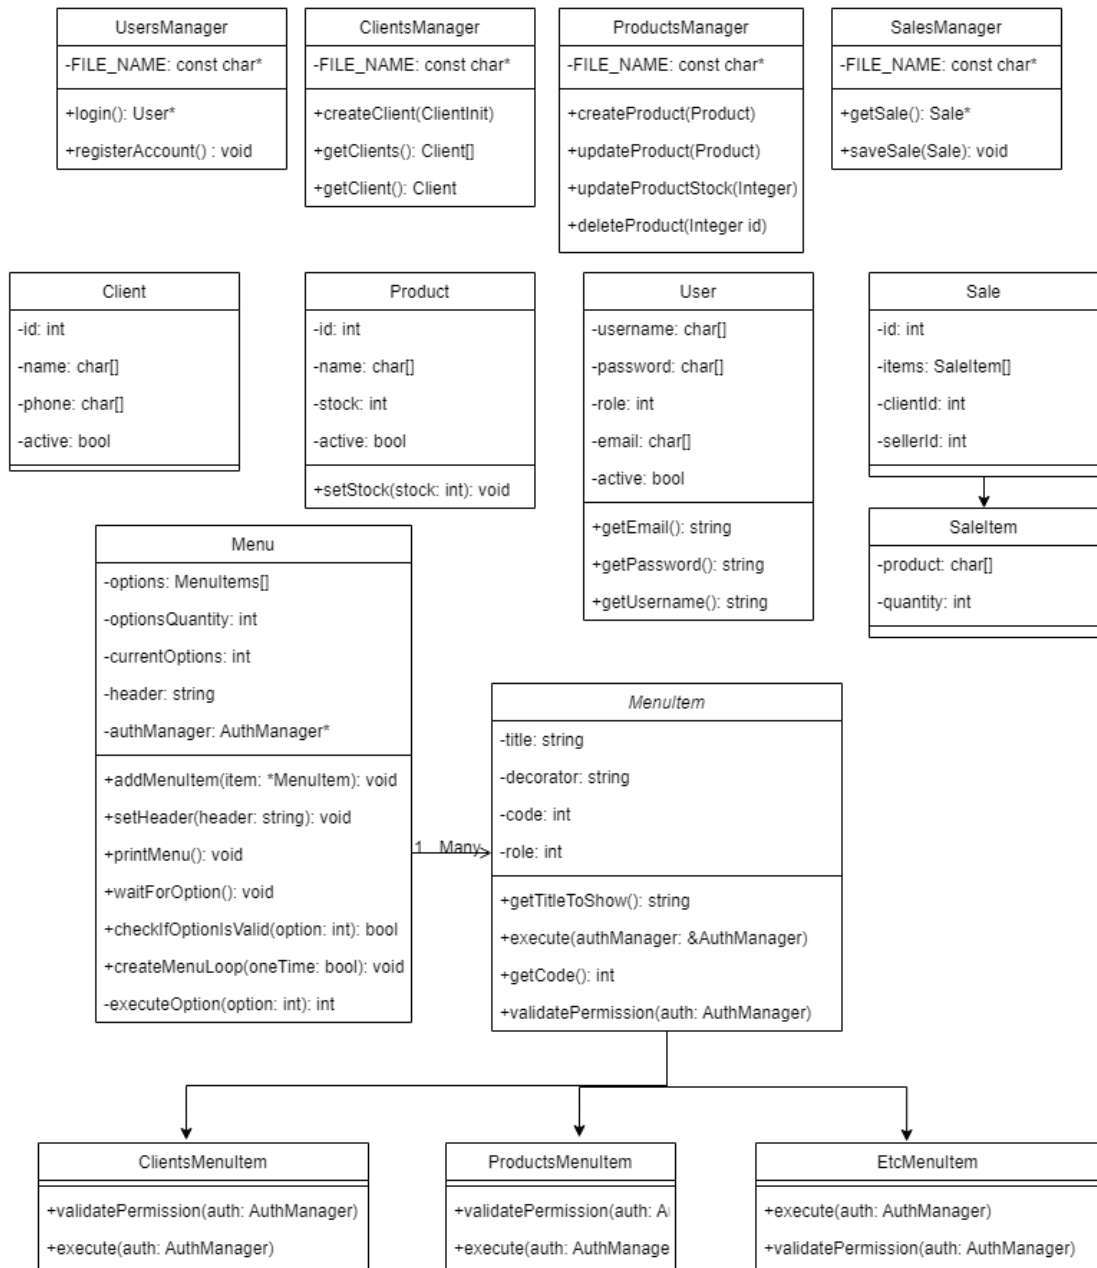 UsersManager
-FILE_NAME: const char*
+login(): User*
+registerAccount() : void
ClientsManager
-FILE_NAME: const char*
+createClient(ClientInit)
+getClients(): Client[]
+getClient(): Client
ProductsManager
-FILE_NAME: const char*
+createProduct(Product)
+updateProduct(Product)
+updateProductStock(Integer)
+deleteProduct(Integer id)
SalesManager
-FILE_NAME: const char*
+getSale(): Sale*
+saveSale(Sale): void
Client
-id: int
-name: char[]
-phone: char[]
-active: bool
Product
-id: int
-name: char[]
-stock: int
-active: bool
+setStock(stock: int): void
User
-username: char[]
-password: char[]
-role: int
-email: char[]
-active: bool
+getEmail(): string
+getPassword(): string
+getUsername(): string
Sale
-id: int
-items: SaleItem[]
-clientId: int
-sellerId: int
SaleItem
-product: char[]
-quantity: int
Menu
-options: MenuItems[]
-optionsQuantity: int
-currentOptions: int
-header: string
-authManager: AuthManager*
+addMenuItem(item: *MenuItem): void
+setHeader(header: string): void
+printMenu(): void
+waitForOption(): void
+checkIfOptionIsValid(option: int): bool
+createMenuLoop(oneTime: bool): void
-executeOption(option: int): int
1 Many
MenuItem
-title: string
-decorator: string
-code: int
-role: int
+getTitleToShow(): string
+execute(authManager: &AuthManager)
+getCode(): int
+validatePermission(auth: AuthManager)
ClientsMenuItem
+validatePermission(auth: AuthManager)
+execute(auth: AuthManager)
ProductsMenuItem
+validatePermission(auth: A
+execute(auth: AuthManage
EtcMenuItem
+execute(auth: AuthManager)
+validatePermission(auth: AuthManager)